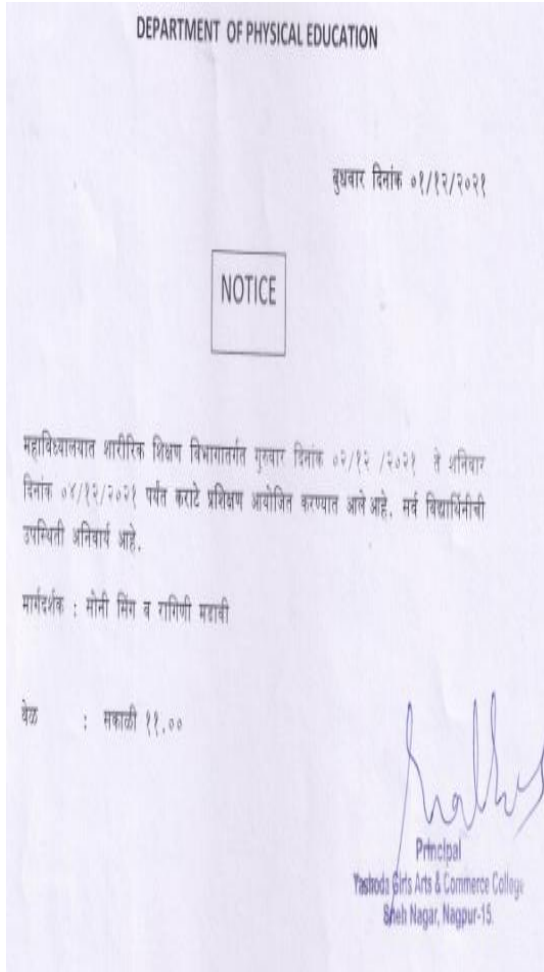 DEPARTMENT OF PHYSICAL EDUCATION
बुधवार दिनांक ०१/१२/२०२१
NOTICE
महाविध्यालयात शारीरिक शिक्षण विभागातर्गत गुरुवार दिनांक ०२/१२ /२०२१ ते शनिवार
दिनांक ०४/१२/२०२१ पर्यंत कराटे प्रशिक्षण आयोजित करण्यात आले आहे. सर्व विद्यार्थिनीची
उपस्थिती अनिवार्य आहे.
मार्गदर्शक : मोनी सिंग व रागिणी मडावी
वेळ : सकाळी ११.००
Principal
Yashoda Girls Arts & Commerce College
Sneh Nagar, Nagpur-15.